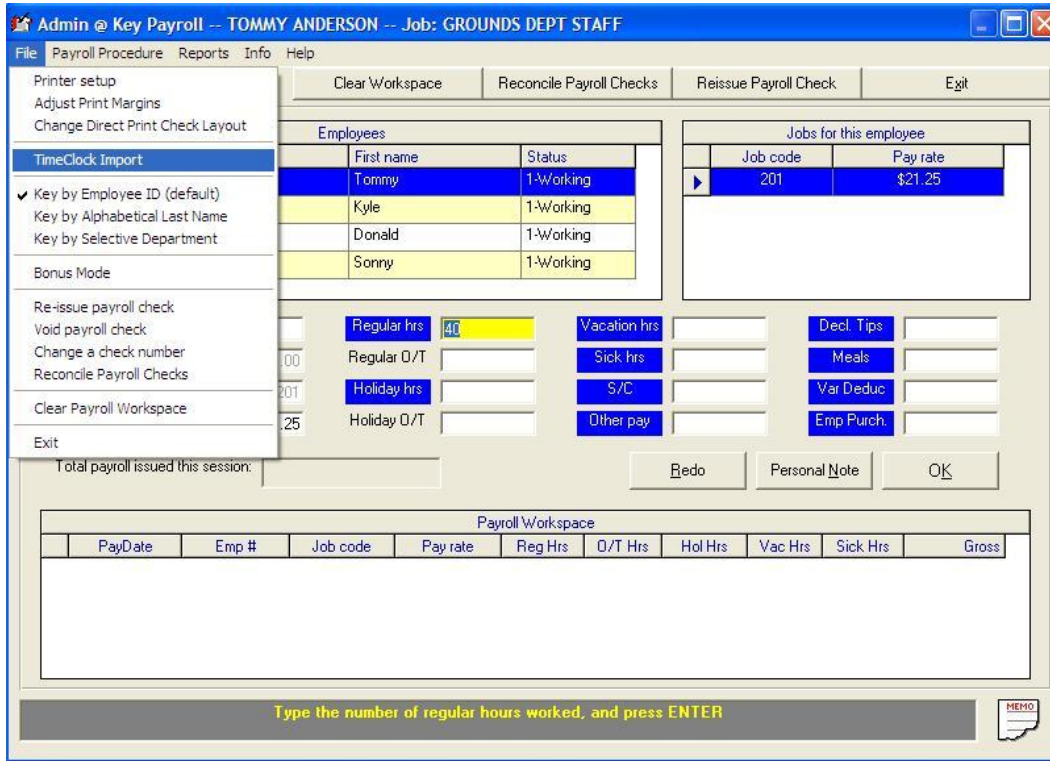 Admin @ Key Payroll -- TOMMY ANDERSON -- Job: GROUNDS DEPT STAFF
File Payroll Procedure Reports Info Help
Printer setup
Adjust Print Margins
Change Direct Print Check Layout
TimeClock Import
Key by Employee ID (default)
Key by Alphabetical Last Name
Key by Selective Department
Bonus Mode
Re-issue payroll check
Void payroll check
Change a check number
Reconcile Payroll Checks
Clear Payroll Workspace
Exit
Clear Workspace Reconcile Payroll Checks Reissue Payroll Check Exit
Employees
First name Status
Tommy 1-Working
Kyle 1-Working
Donald 1-Working
Sonny 1-Working
Jobs for this employee
Job code Pay rate
201 $21.25
Regular hrs 40 Vacation hrs Decl. Tips
.00 Regular O/T Sick hrs Meals
201 Holiday hrs S/C Var Deduc
.25 Holiday O/T Other pay Emp Purch.
Total payroll issued this session:
Redo Personal Note OK
Payroll Workspace
PayDate Emp # Job code Pay rate Reg Hrs O/T Hrs Hol Hrs Vac Hrs Sick Hrs Gross
Type the number of regular hours worked, and press ENTER
MEMO